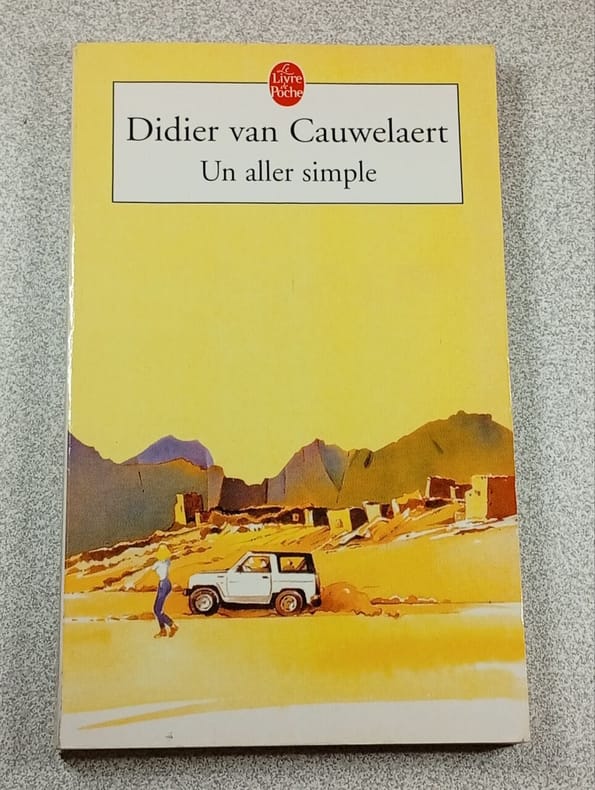 Le
Livre
de
Poche
Didier van Cauwelaert
Un aller simple